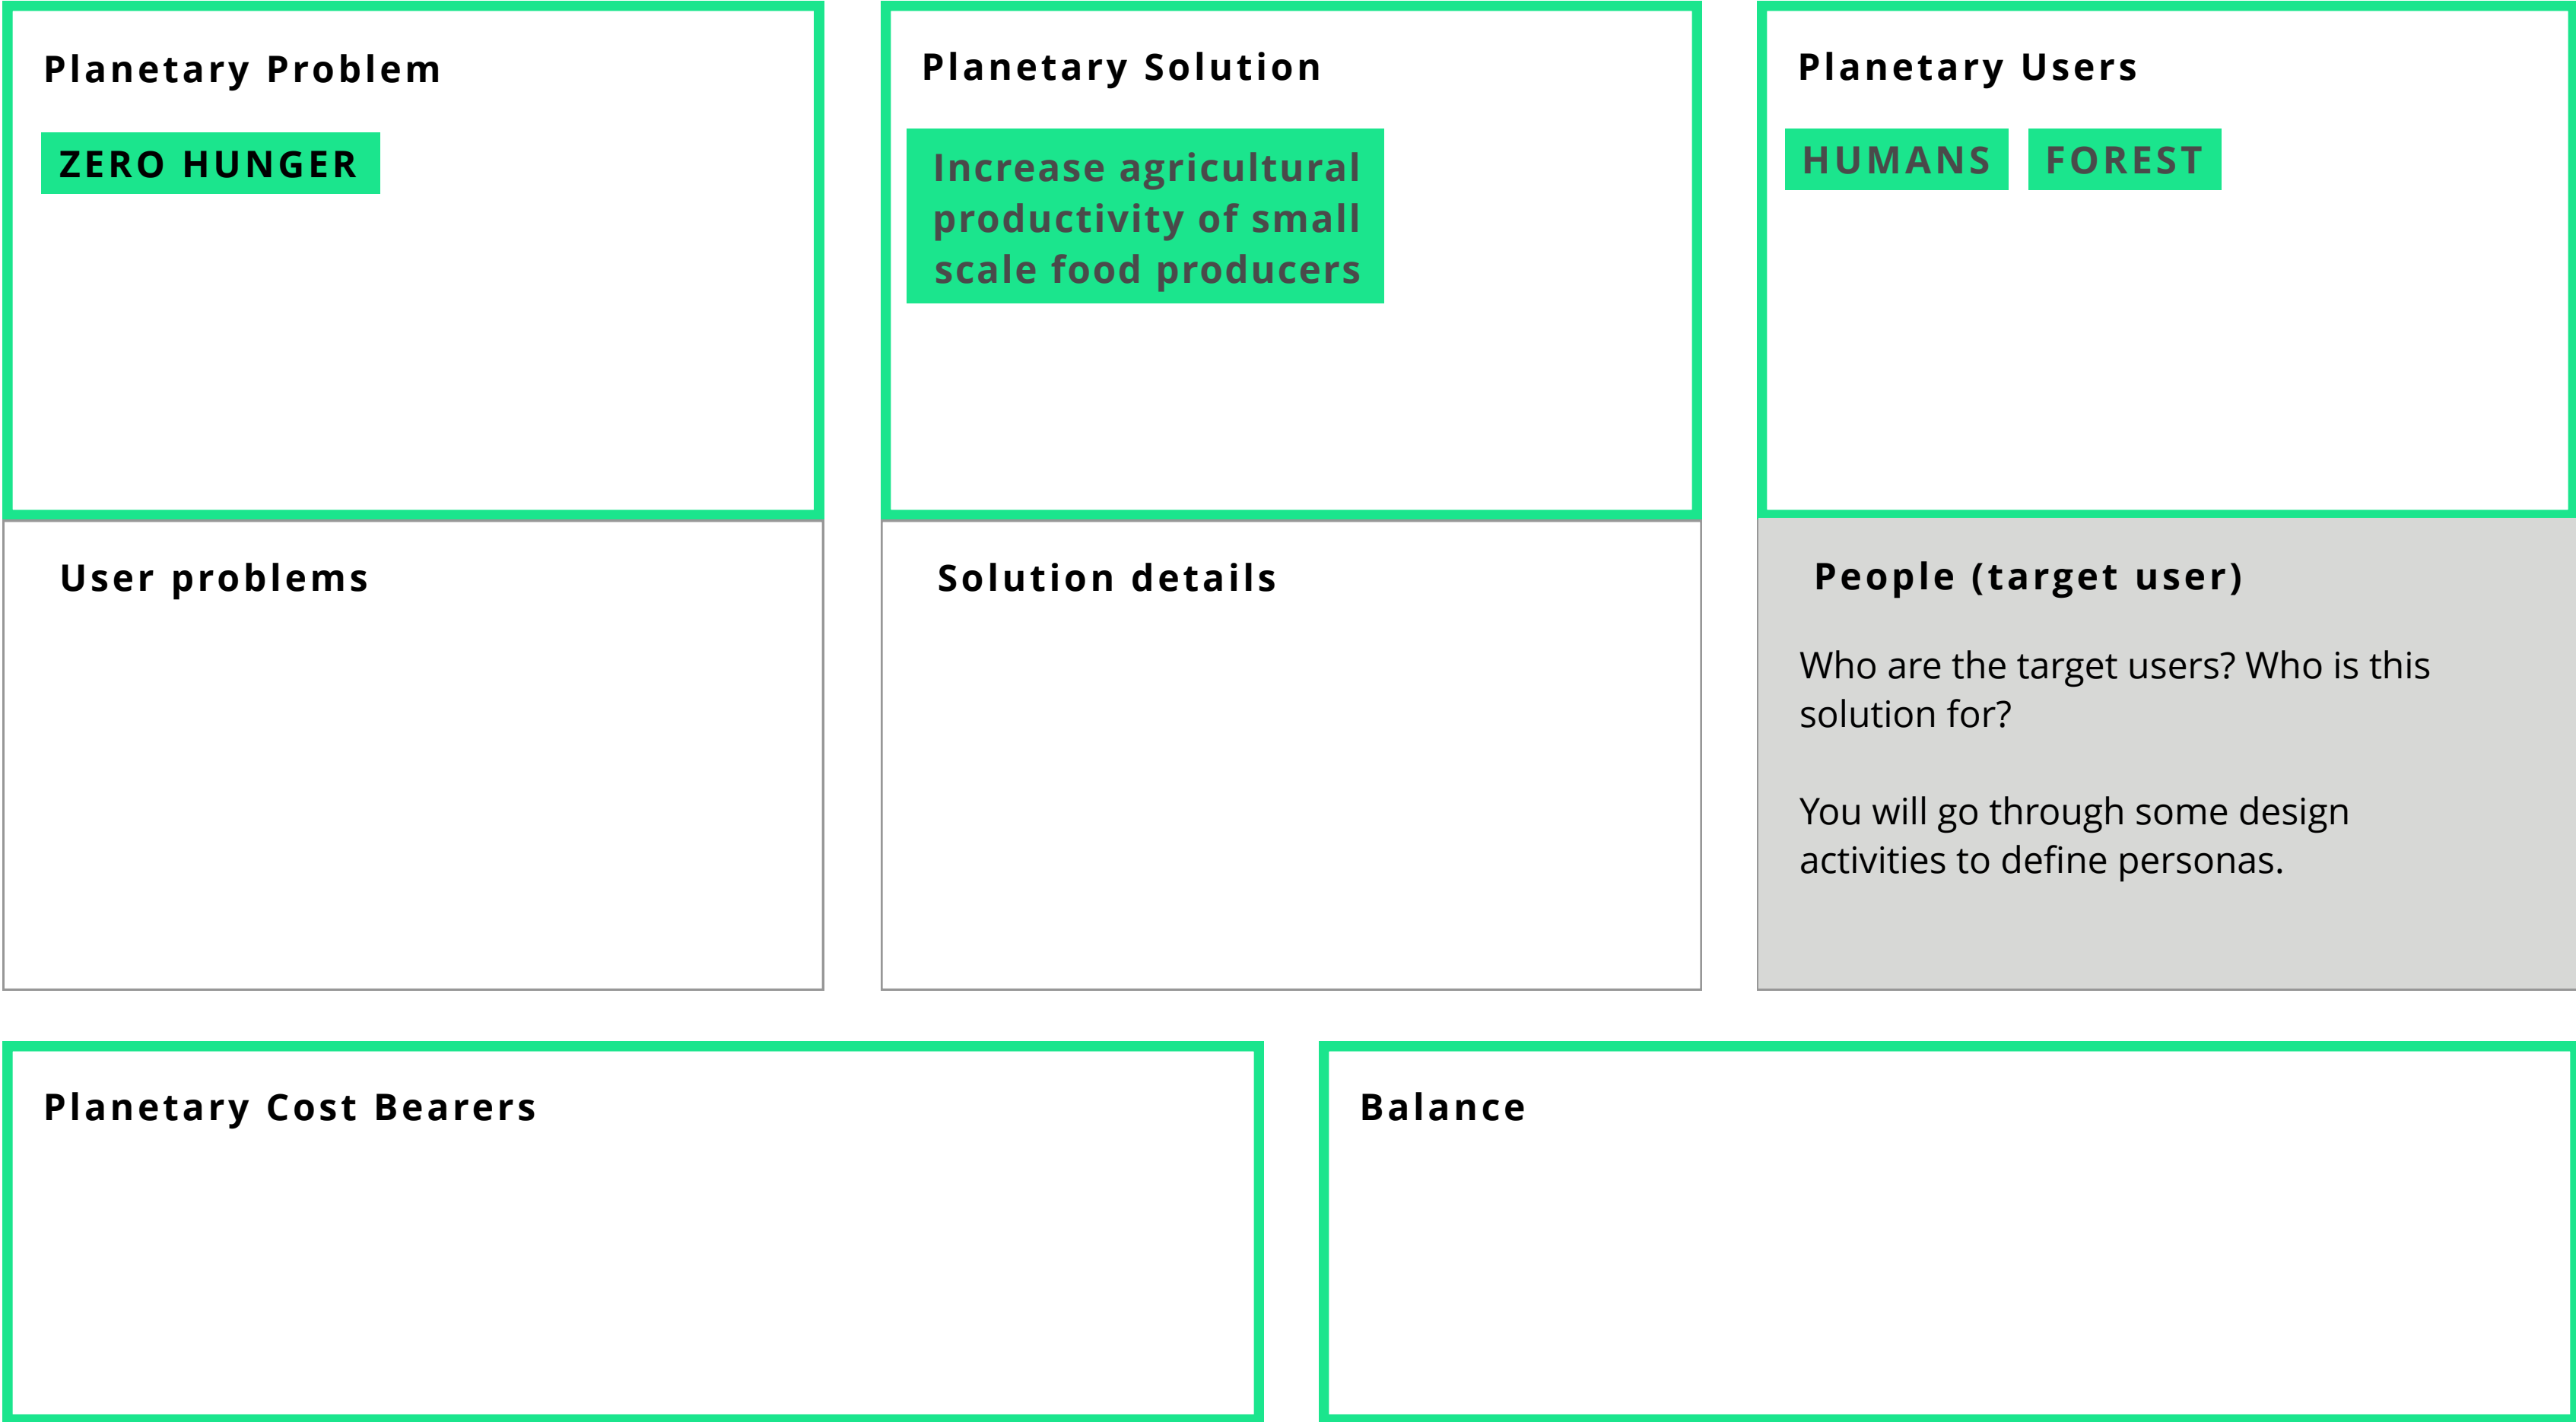 Planetary Problem
ZERO HUNGER
Planetary Solution
Increase agricultural
productivity of small
scale food producers
Planetary Users
HUMANS FOREST
User problems
Solution details
People (target user)
Who are the target users? Who is this
solution for?
You will go through some design
activities to define personas.
Planetary Cost Bearers
Balance